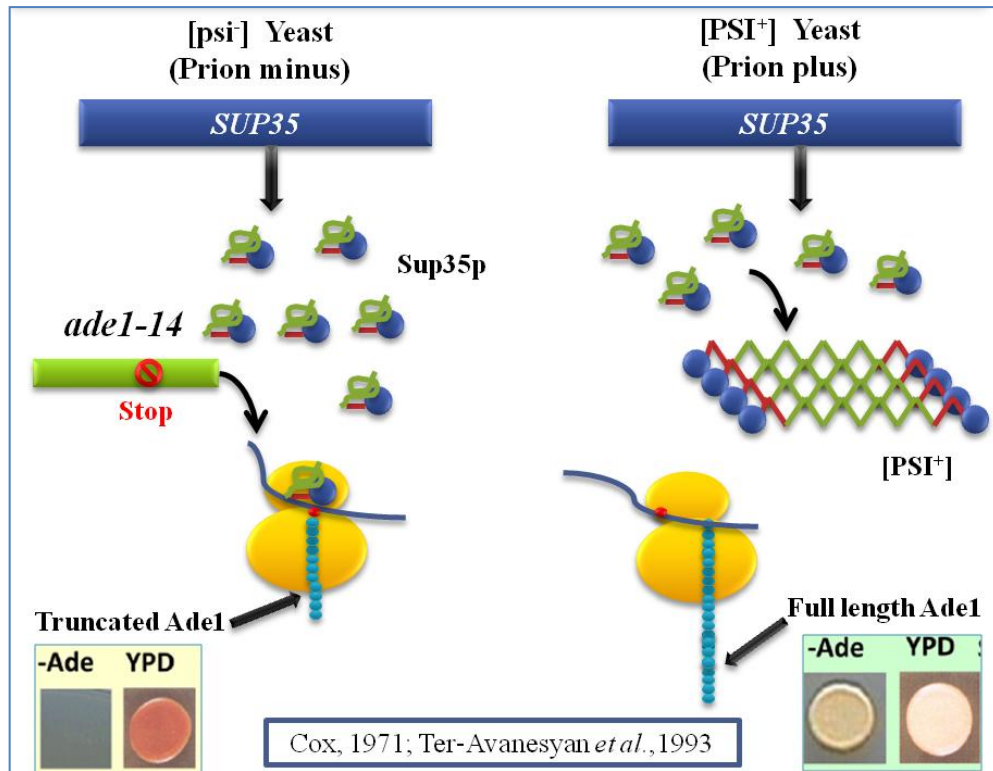 [psi-] Yeast
(Prion minus)
[PSI+] Yeast
(Prion plus)
SUP35
SUP35
Sup35p
ade1-14
Stop
[PSI+]
Truncated Ade1
Full length Ade1
-Ade YPD
-Ade YPD
Cox, 1971; Ter-Avanesyan et al.,1993